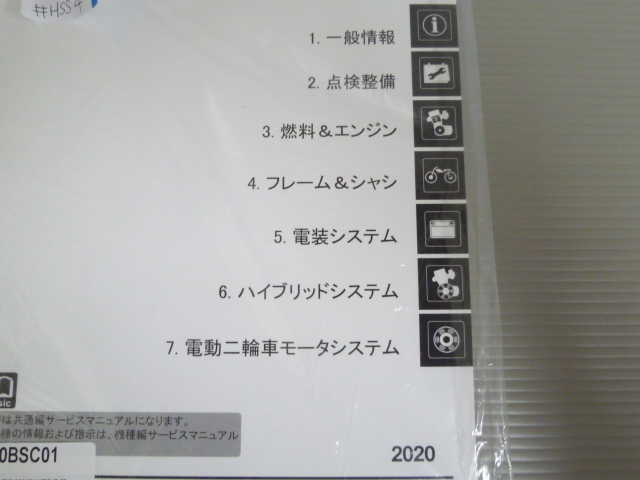 #HSS4
1. 一般情報
2. 点検整備
3. 燃料＆エンジン
4. フレーム＆シャシ
5. 電装システム
6. ハイブリッドシステム
7. 電動二輪車モータシステム
sic
は共通編サービスマニュアルになります。
種の情報および指示は、機種編サービスマニュアル
0BSC01
2020